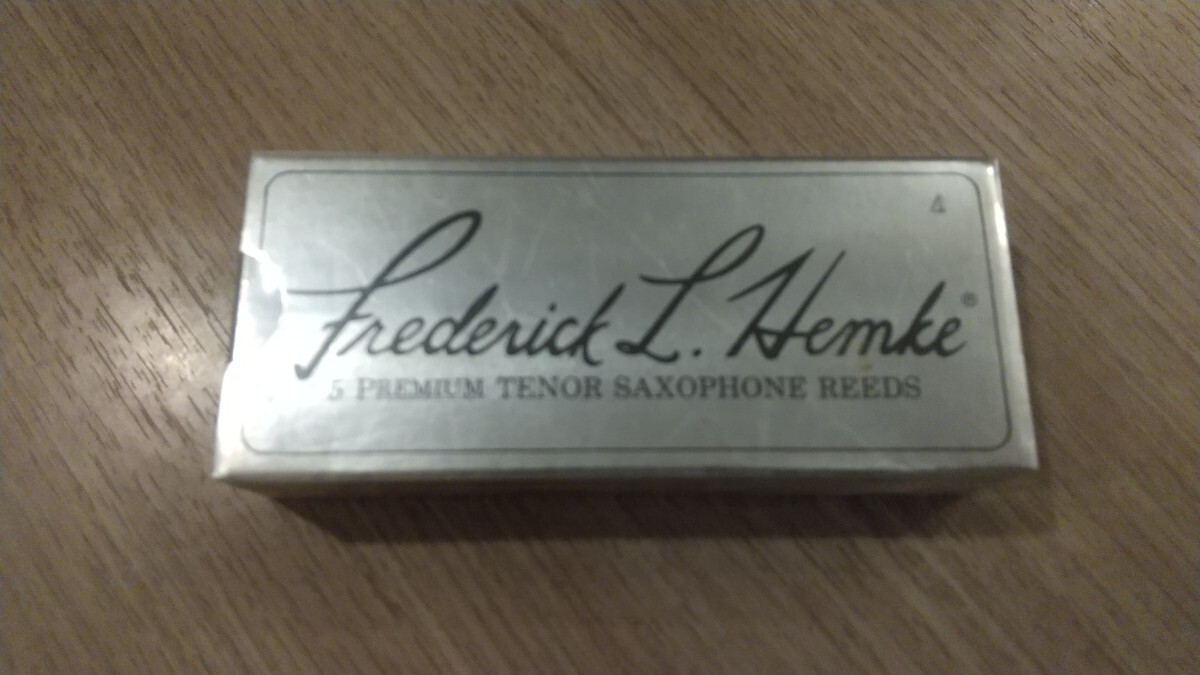 4
Frederick L. Hemke®
5 PREMIUM TENOR SAXOPHONE REEDS